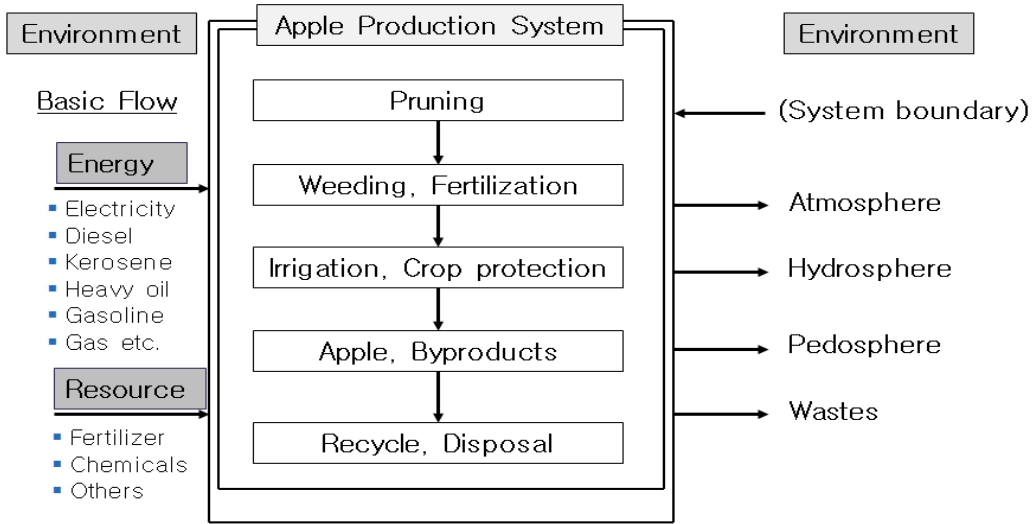 Environment
Basic Flow
Energy
▪ Electricity
▪ Diesel
▪ Kerosene
▪ Heavy oil
▪ Gasoline
▪ Gas etc.
Resource
▪ Fertilizer
▪ Chemicals
▪ Others
Apple Production System
Pruning
Weeding, Fertilization
Irrigation, Crop protection
Apple, Byproducts
Recycle, Disposal
Environment
(System boundary)
Atmosphere
Hydrosphere
Pedosphere
Wastes